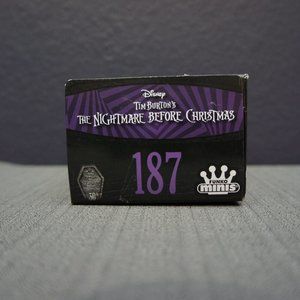 Disney
TIM BURTON'S
THE NIGHTMARE BEFORE CHRISTMAS
187
FUNKO
minis